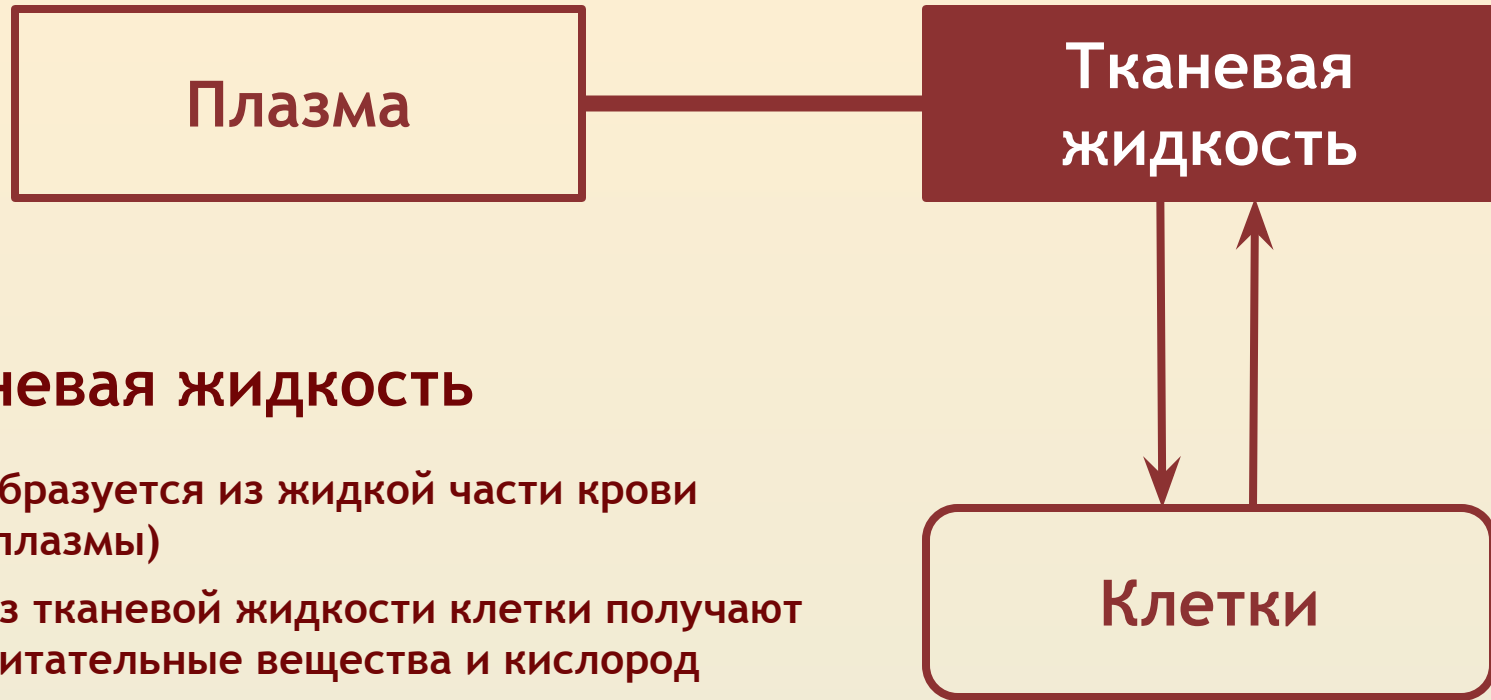 Плазма
Тканевая
жидкость
невая жидкость
бразуется из жидкой части крови
плазмы)
з тканевой жидкости клетки получают
итательные вещества и кислород
Клетки